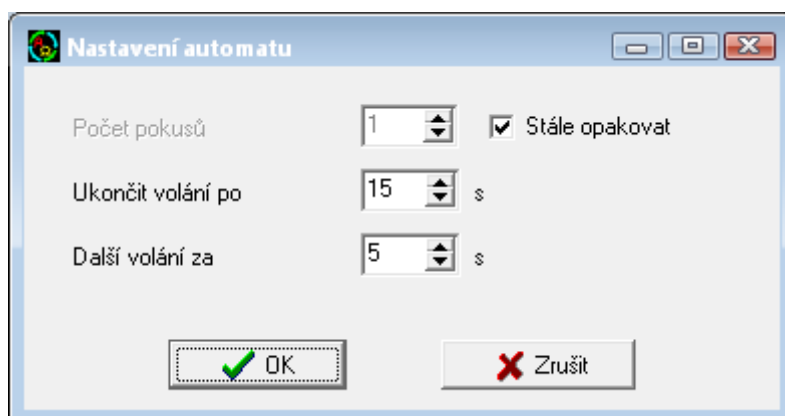 Nastavení automatu
Počet pokusů 1 Stále opakovat
Ukončit volání po 15 s
Další volání za 5 s
OK Zrušit